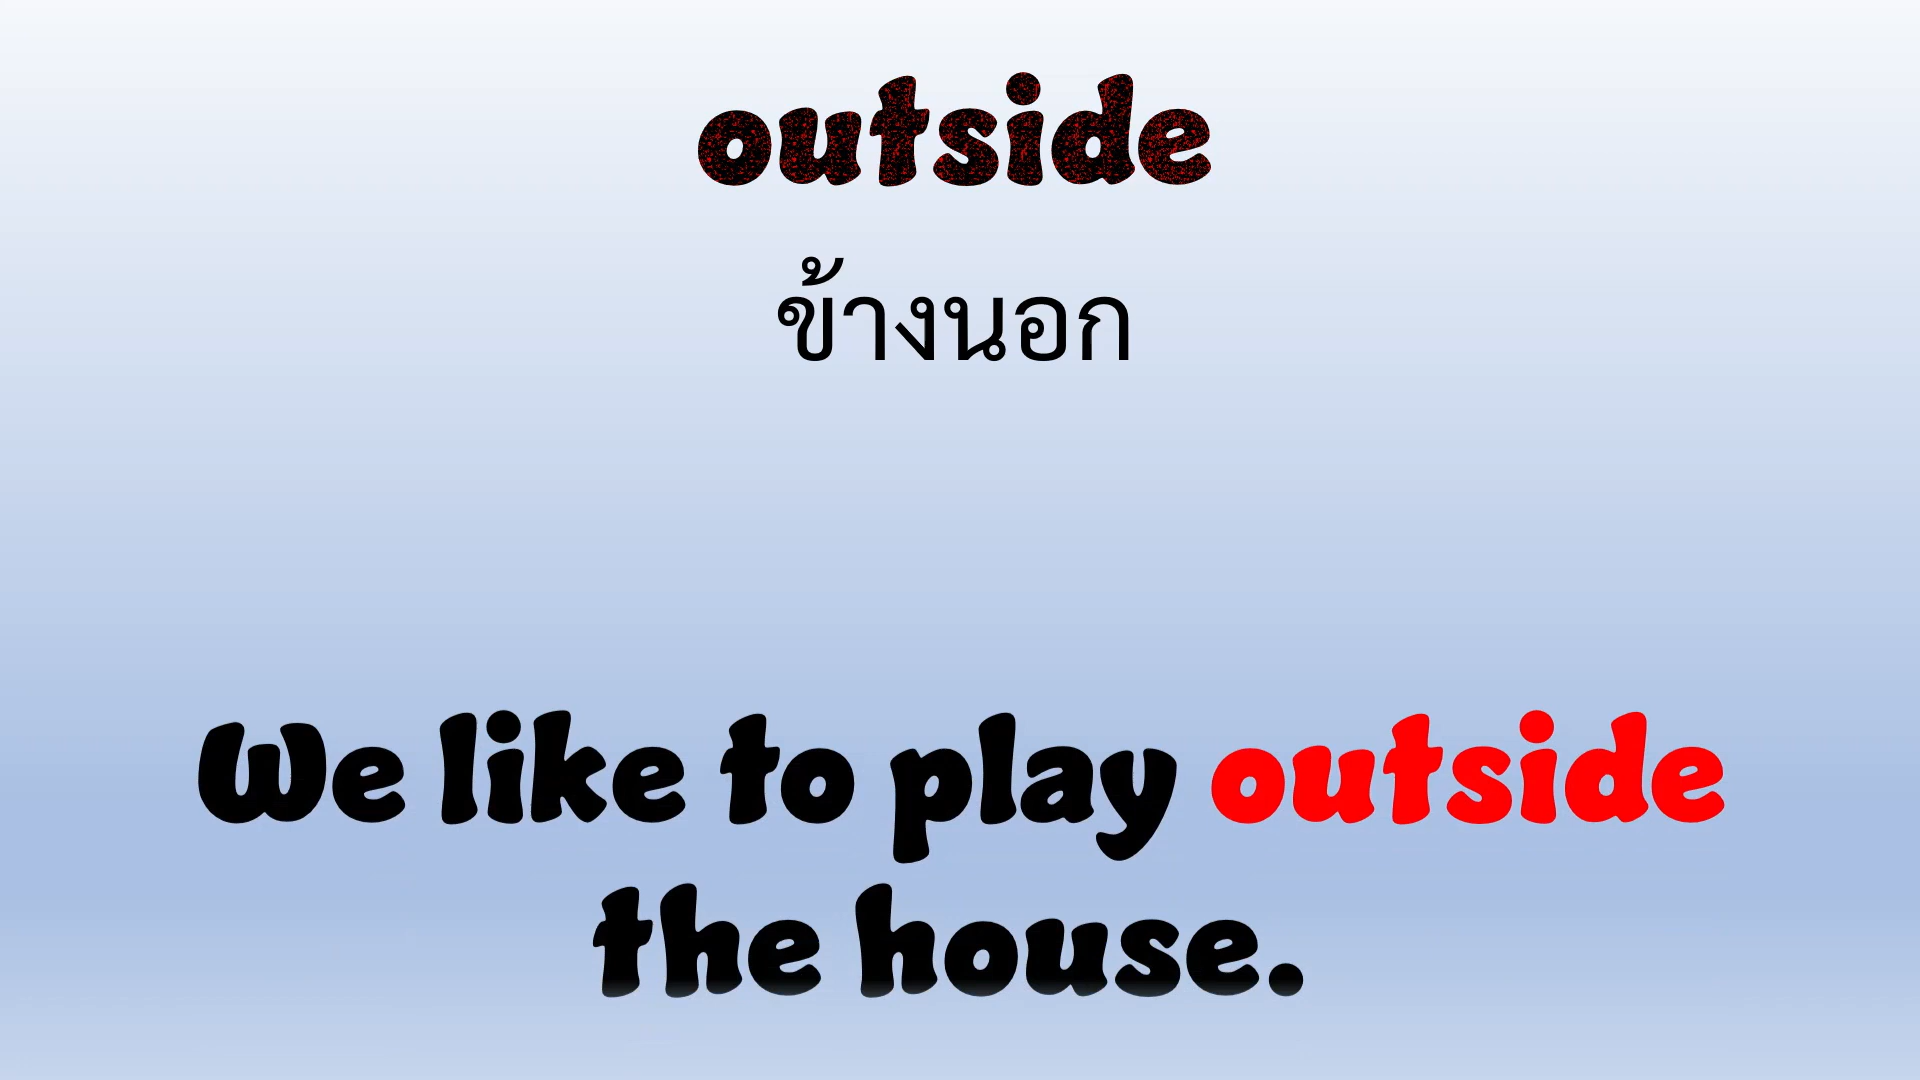 outside
ข้างนอก
We like to play outside
the house.